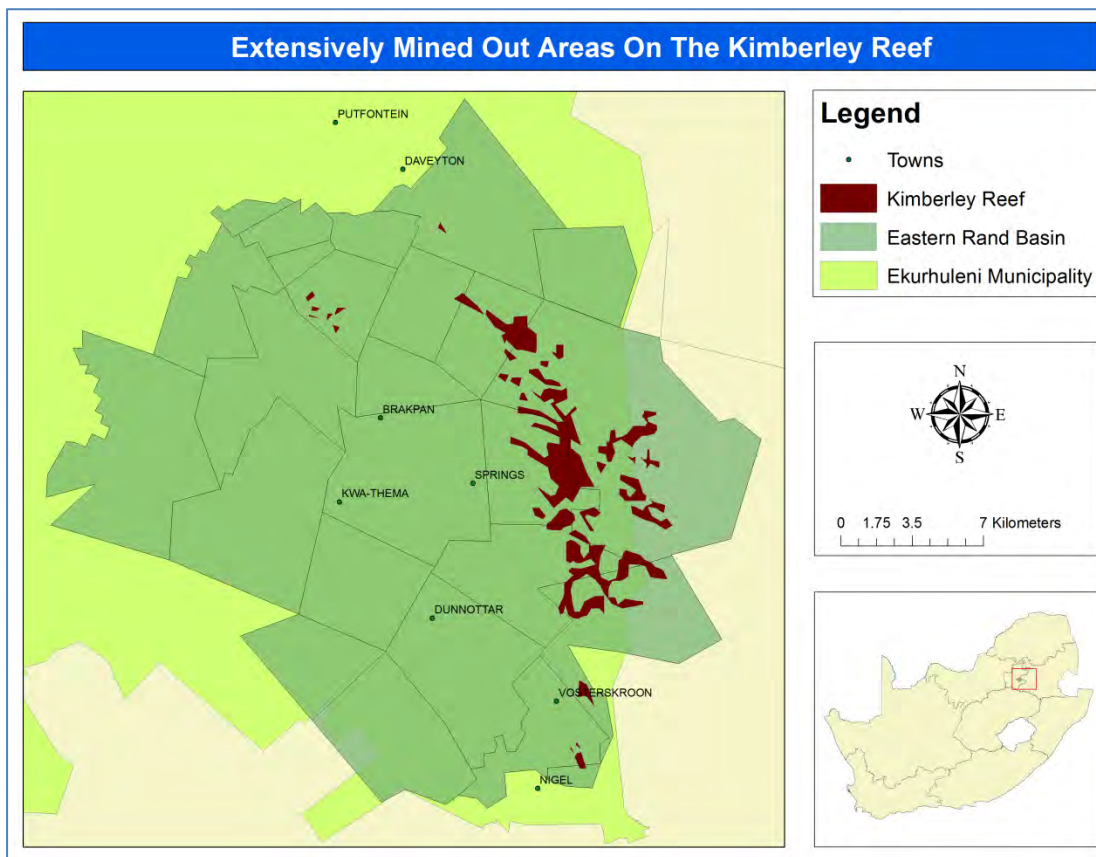 Extensively Mined Out Areas On The Kimberley Reef
PUTFONTEIN
DAVEYTON
BRAKPAN
SPRINGS
KWA-THEMA
DUNNOTTAR
VOSTERSKROON
NIGEL
Legend
Towns
Kimberley Reef
Eastern Rand Basin
Ekurhuleni Municipality
N
W E
S
0 1.75 3.5 7 Kilometers